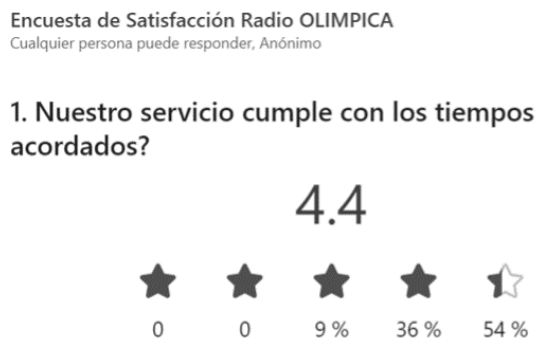 Encuesta de Satisfacción Radio OLIMPICA
Cualquier persona puede responder, Anónimo
1. Nuestro servicio cumple con los tiempos
acordados?
4.4
0 0 9 % 36 % 54 %